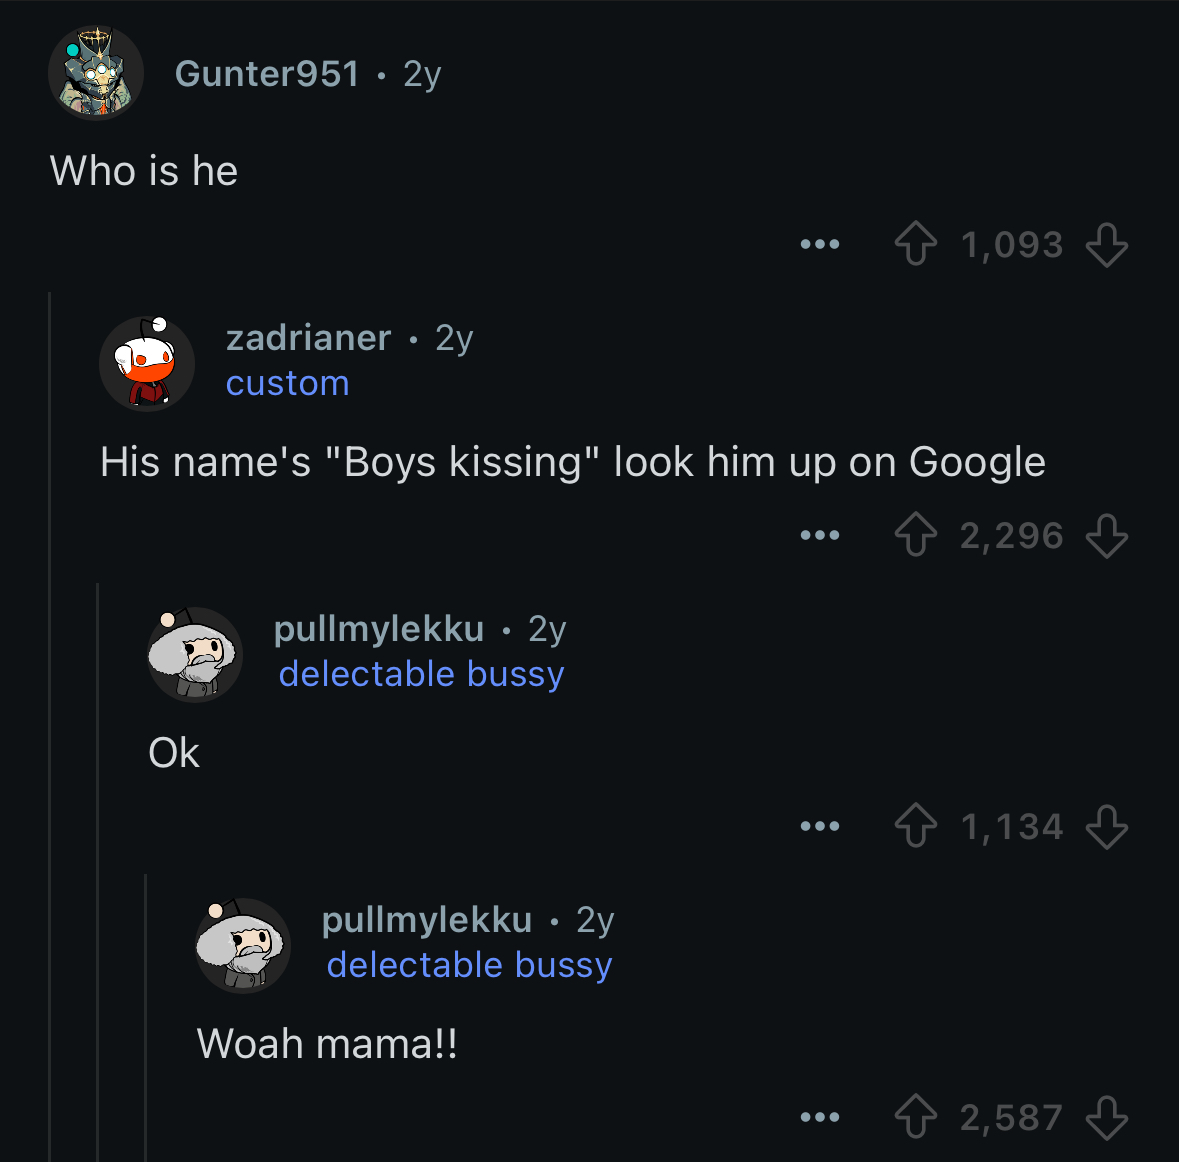 Gunter951 • 2y
Who is he
1,093
zadrianer • 2y
custom
His name's "Boys kissing" look him up on Google
2,296
pullmylekku • 2y
delectable bussy
Ok
1,134
pullmylekku • 2y
delectable bussy
Woah mama!!
2,587